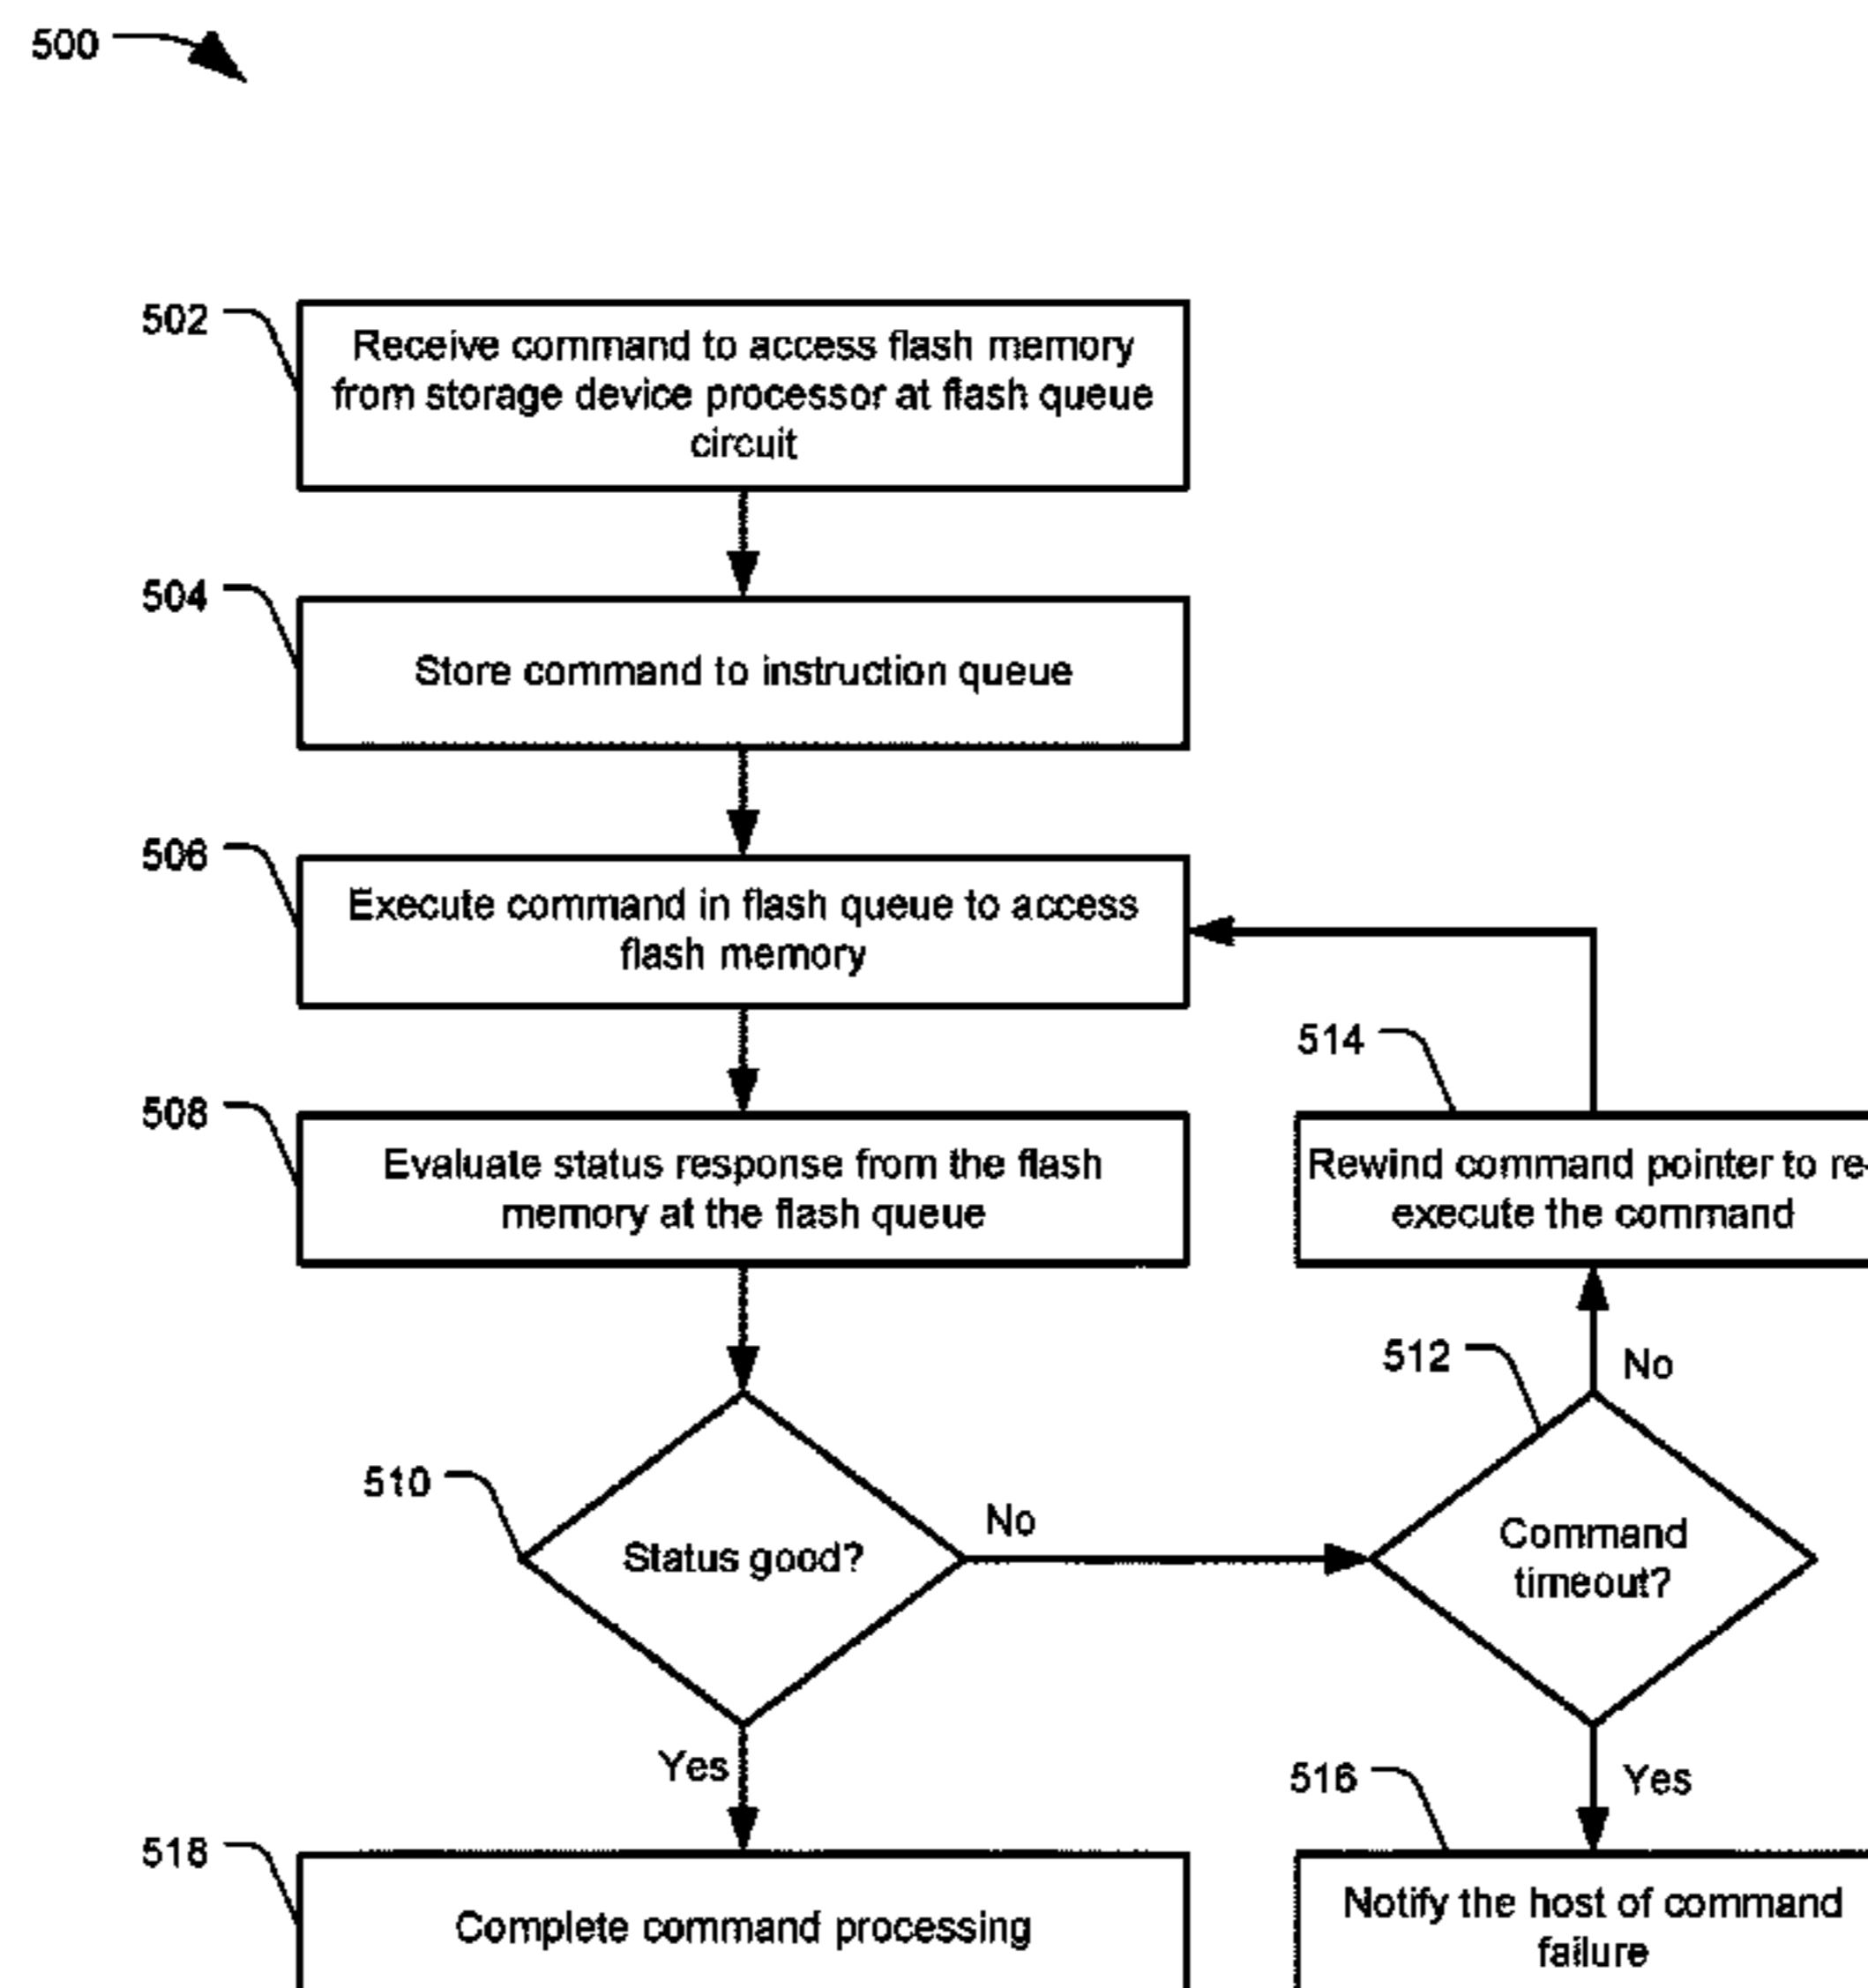 500
502
Receive command to access flash memory
from storage device processor at flash queue
circuit
504
Store command to instruction queue
506
Execute command in flash queue to access
flash memory
508
Evaluate status response from the flash
memory at the flash queue
514
Rewind command pointer to re-
execute the command
510
Status good?
No
512
No
Command
timeout?
Yes
Yes
516
518
Complete command processing
Notify the host of command
failure